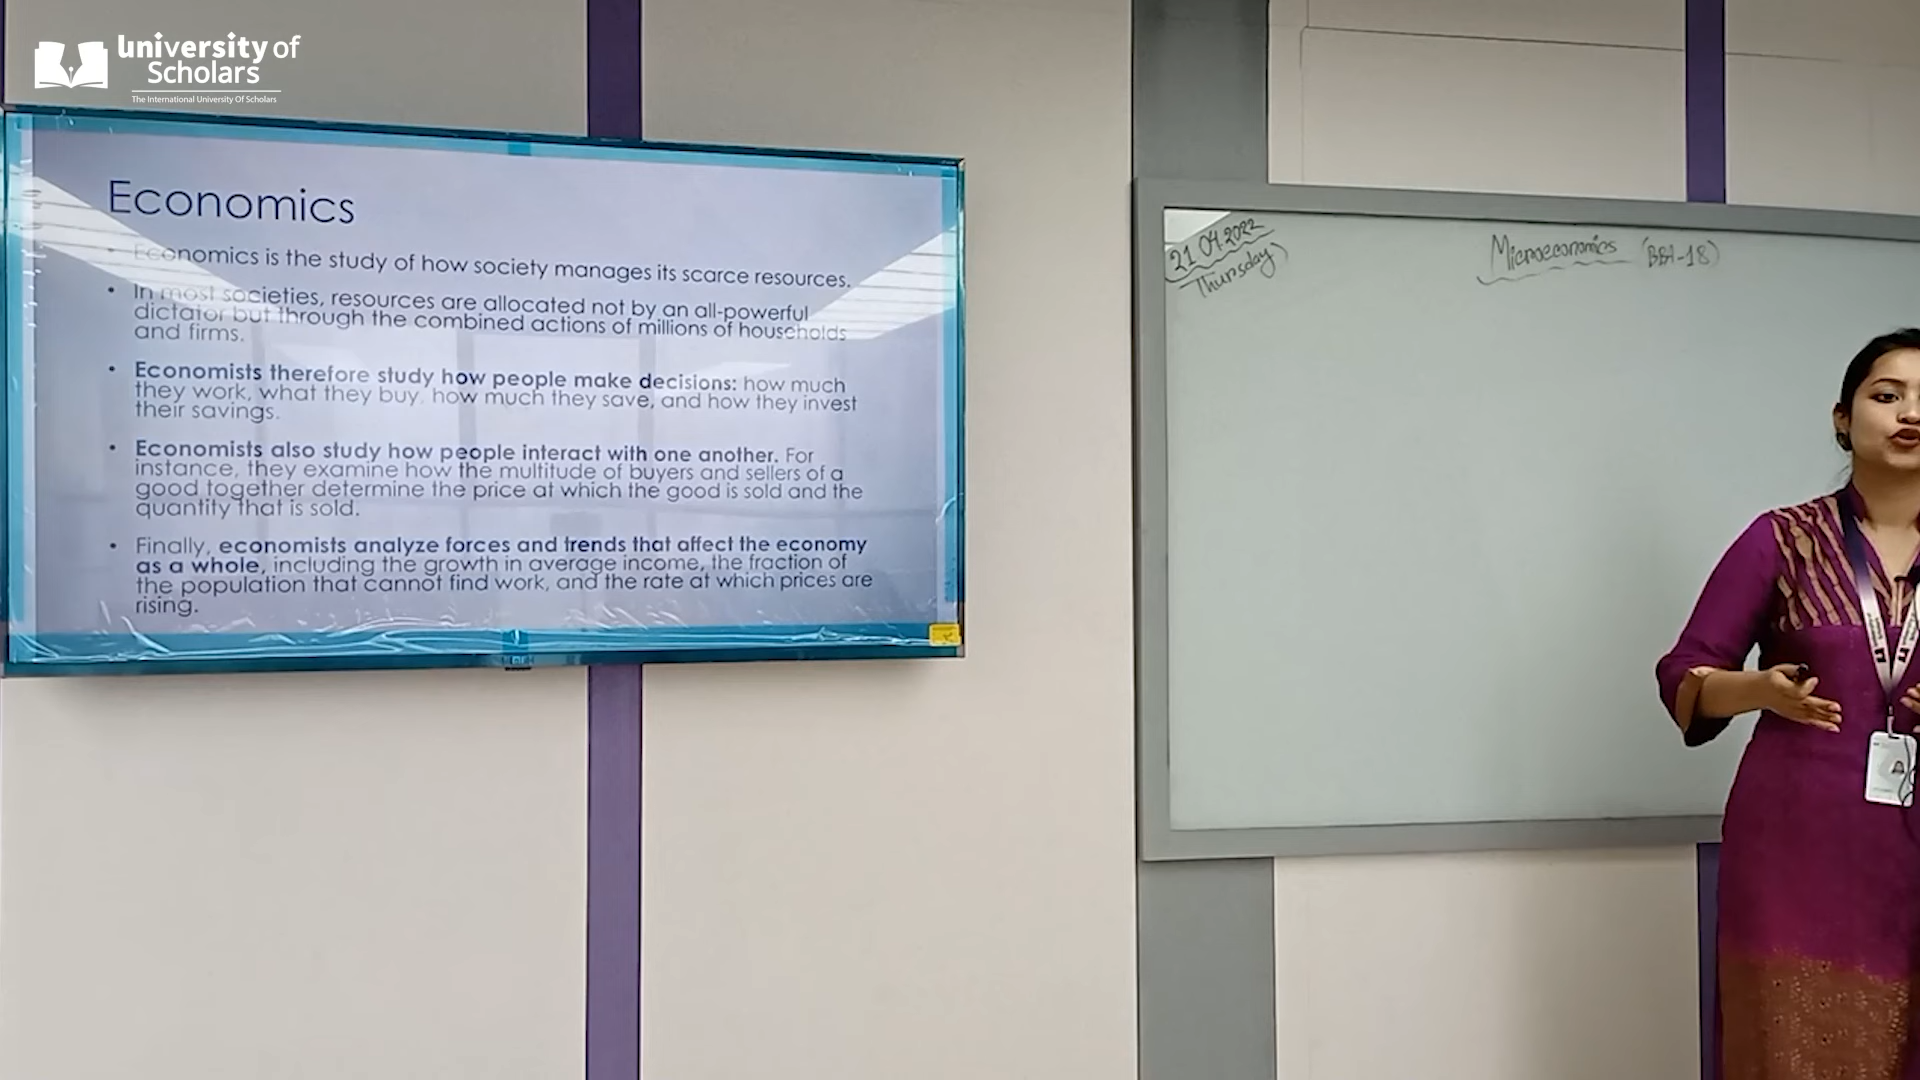 University of
Scholars
The International University Of Scholars
Economics
• Economics is the study of how society manages its scarce resources.
• In most societies, resources are allocated not by an all-powerful
dictator but through the combined actions of millions of households
and firms.
• Economists therefore study how people make decisions: how much
they work, what they buy, how much they save, and how they invest
their savings.
• Economists also study how people interact with one another. For
instance, they examine how the multitude of buyers and sellers of a
good together determine the price at which the good is sold and the
quantity that is sold.
• Finally, economists analyze forces and trends that affect the economy
as a whole, including the growth in average income, the fraction of
the population that cannot find work, and the rate at which prices are
rising.
21.04.2022
(Thursday)
Microeconomics (BBA-18)